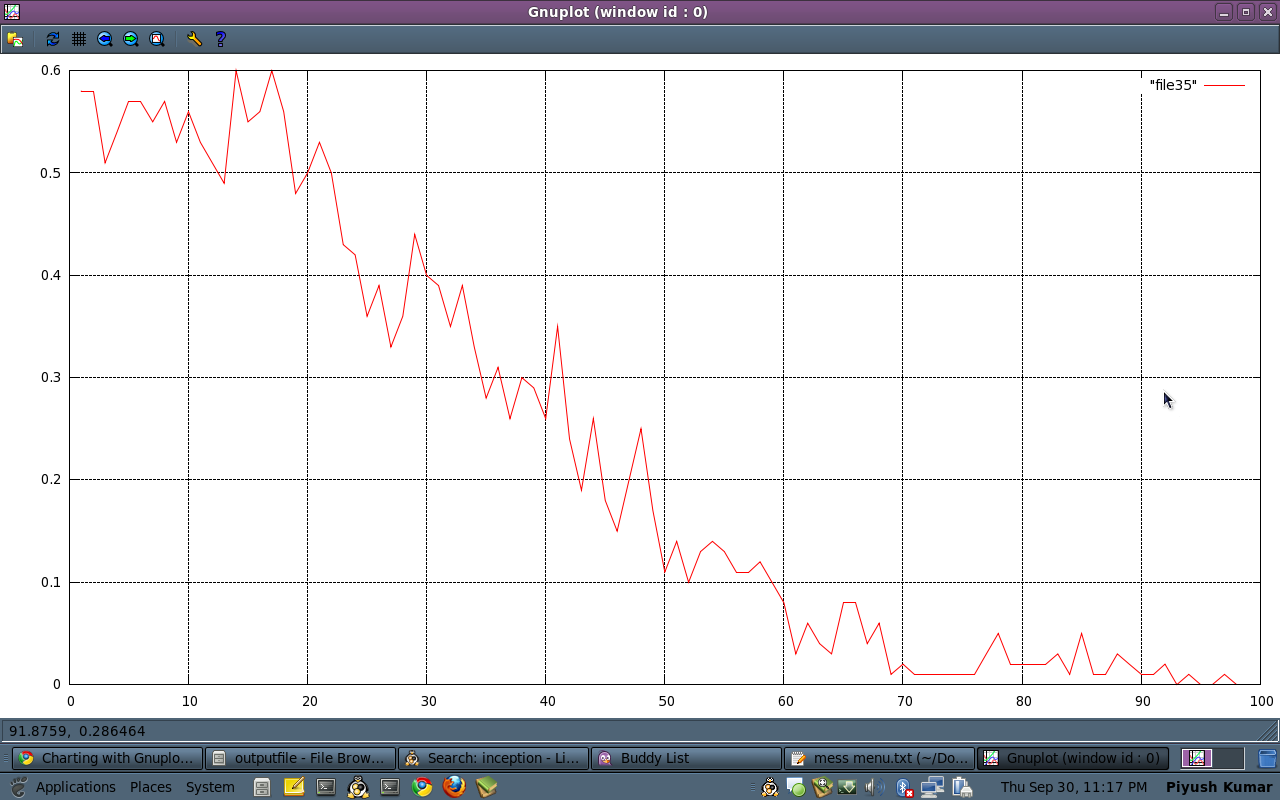 Gnuplot (window id : 0)
0.6
"file35"
0.5
0.4
0.3
0.2
0.1
0
0 10 20 30 40 50 60 70 80 90 100
91.8759, 0.286464
Charting with Gnuplo... outputfile - File Brow... Search: inception - Li... Buddy List mess menu.txt (~/Do... Gnuplot (window id : 0)
Applications Places System Thu Sep 30, 11:17 PM Piyush Kumar